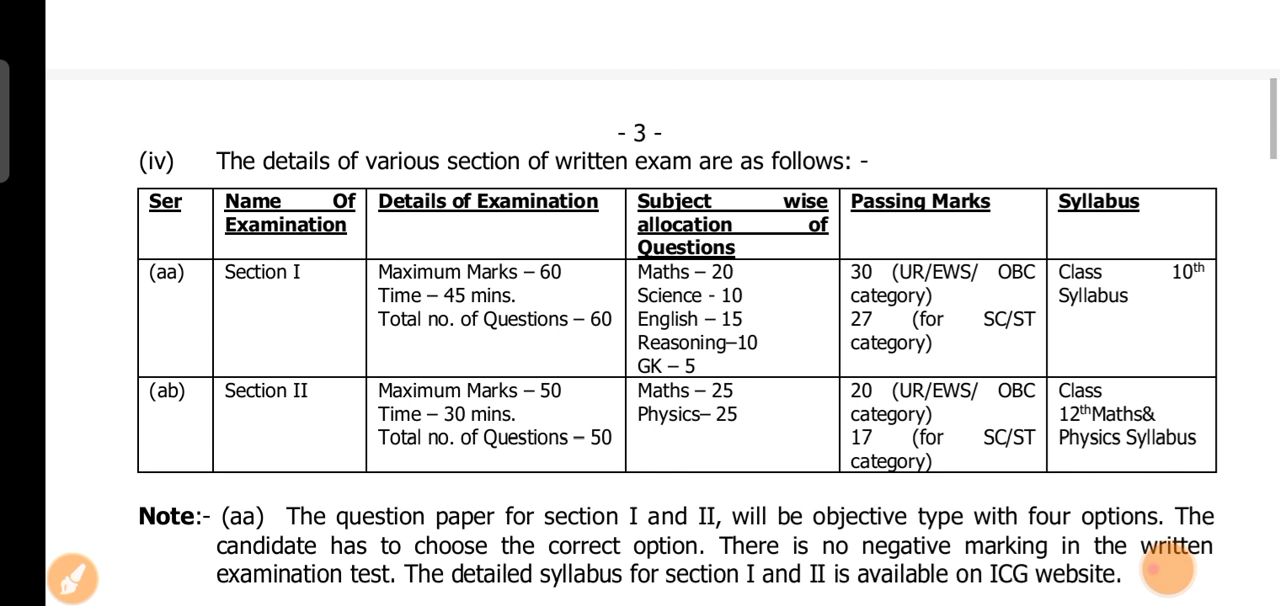 - 3 -
(iv) The details of various section of written exam are as follows: -
Ser
Name Of
Examination
Details of Examination
Subject wise
allocation of
Questions
Passing Marks
Syllabus
(aa)
Section I
Maximum Marks – 60
Time – 45 mins.
Total no. of Questions – 60
Maths – 20
Science - 10
English – 15
Reasoning–10
GK – 5
30 (UR/EWS/ OBC
category)
27 (for SC/ST
category)
Class 10th
Syllabus
(ab)
Section II
Maximum Marks – 50
Time – 30 mins.
Total no. of Questions – 50
Maths – 25
Physics– 25
20 (UR/EWS/ OBC
category)
17 (for SC/ST
category)
Class
12thMaths&
Physics Syllabus
Note:- (aa) The question paper for section I and II, will be objective type with four options. The
candidate has to choose the correct option. There is no negative marking in the written
examination test. The detailed syllabus for section I and II is available on ICG website.